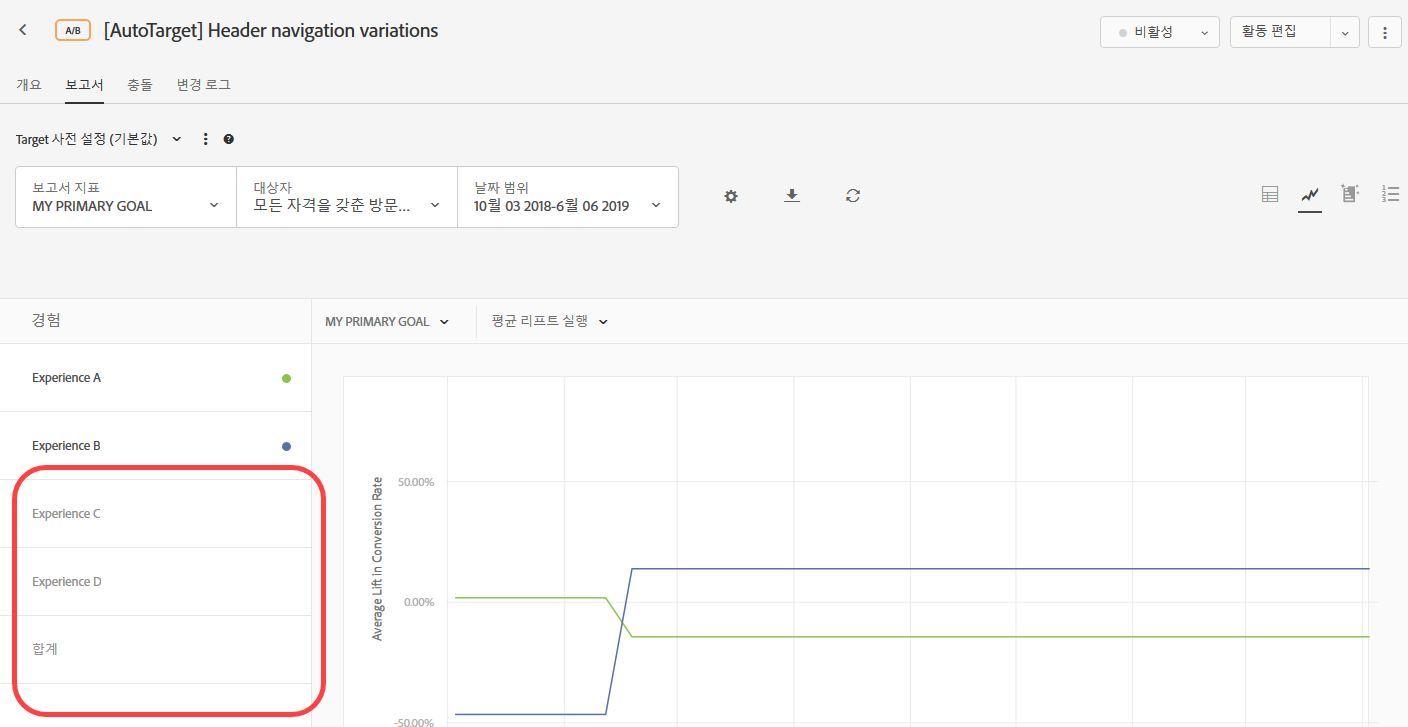 A/B [AutoTarget] Header navigation variations
비활성
활동 편집
개요 보고서 충돌 변경 로그
Target 사전 설정 (기본값)
보고서 지표
MY PRIMARY GOAL
대상자
모든 자격을 갖춘 방문...
날짜 범위
10월 03 2018-6월 06 2019
경험
MY PRIMARY GOAL
평균 리프트 실행
Experience A
Experience B
Experience C
Experience D
합계
Average Lift in Conversion Rate
50.00%
0.00%
-50.00%